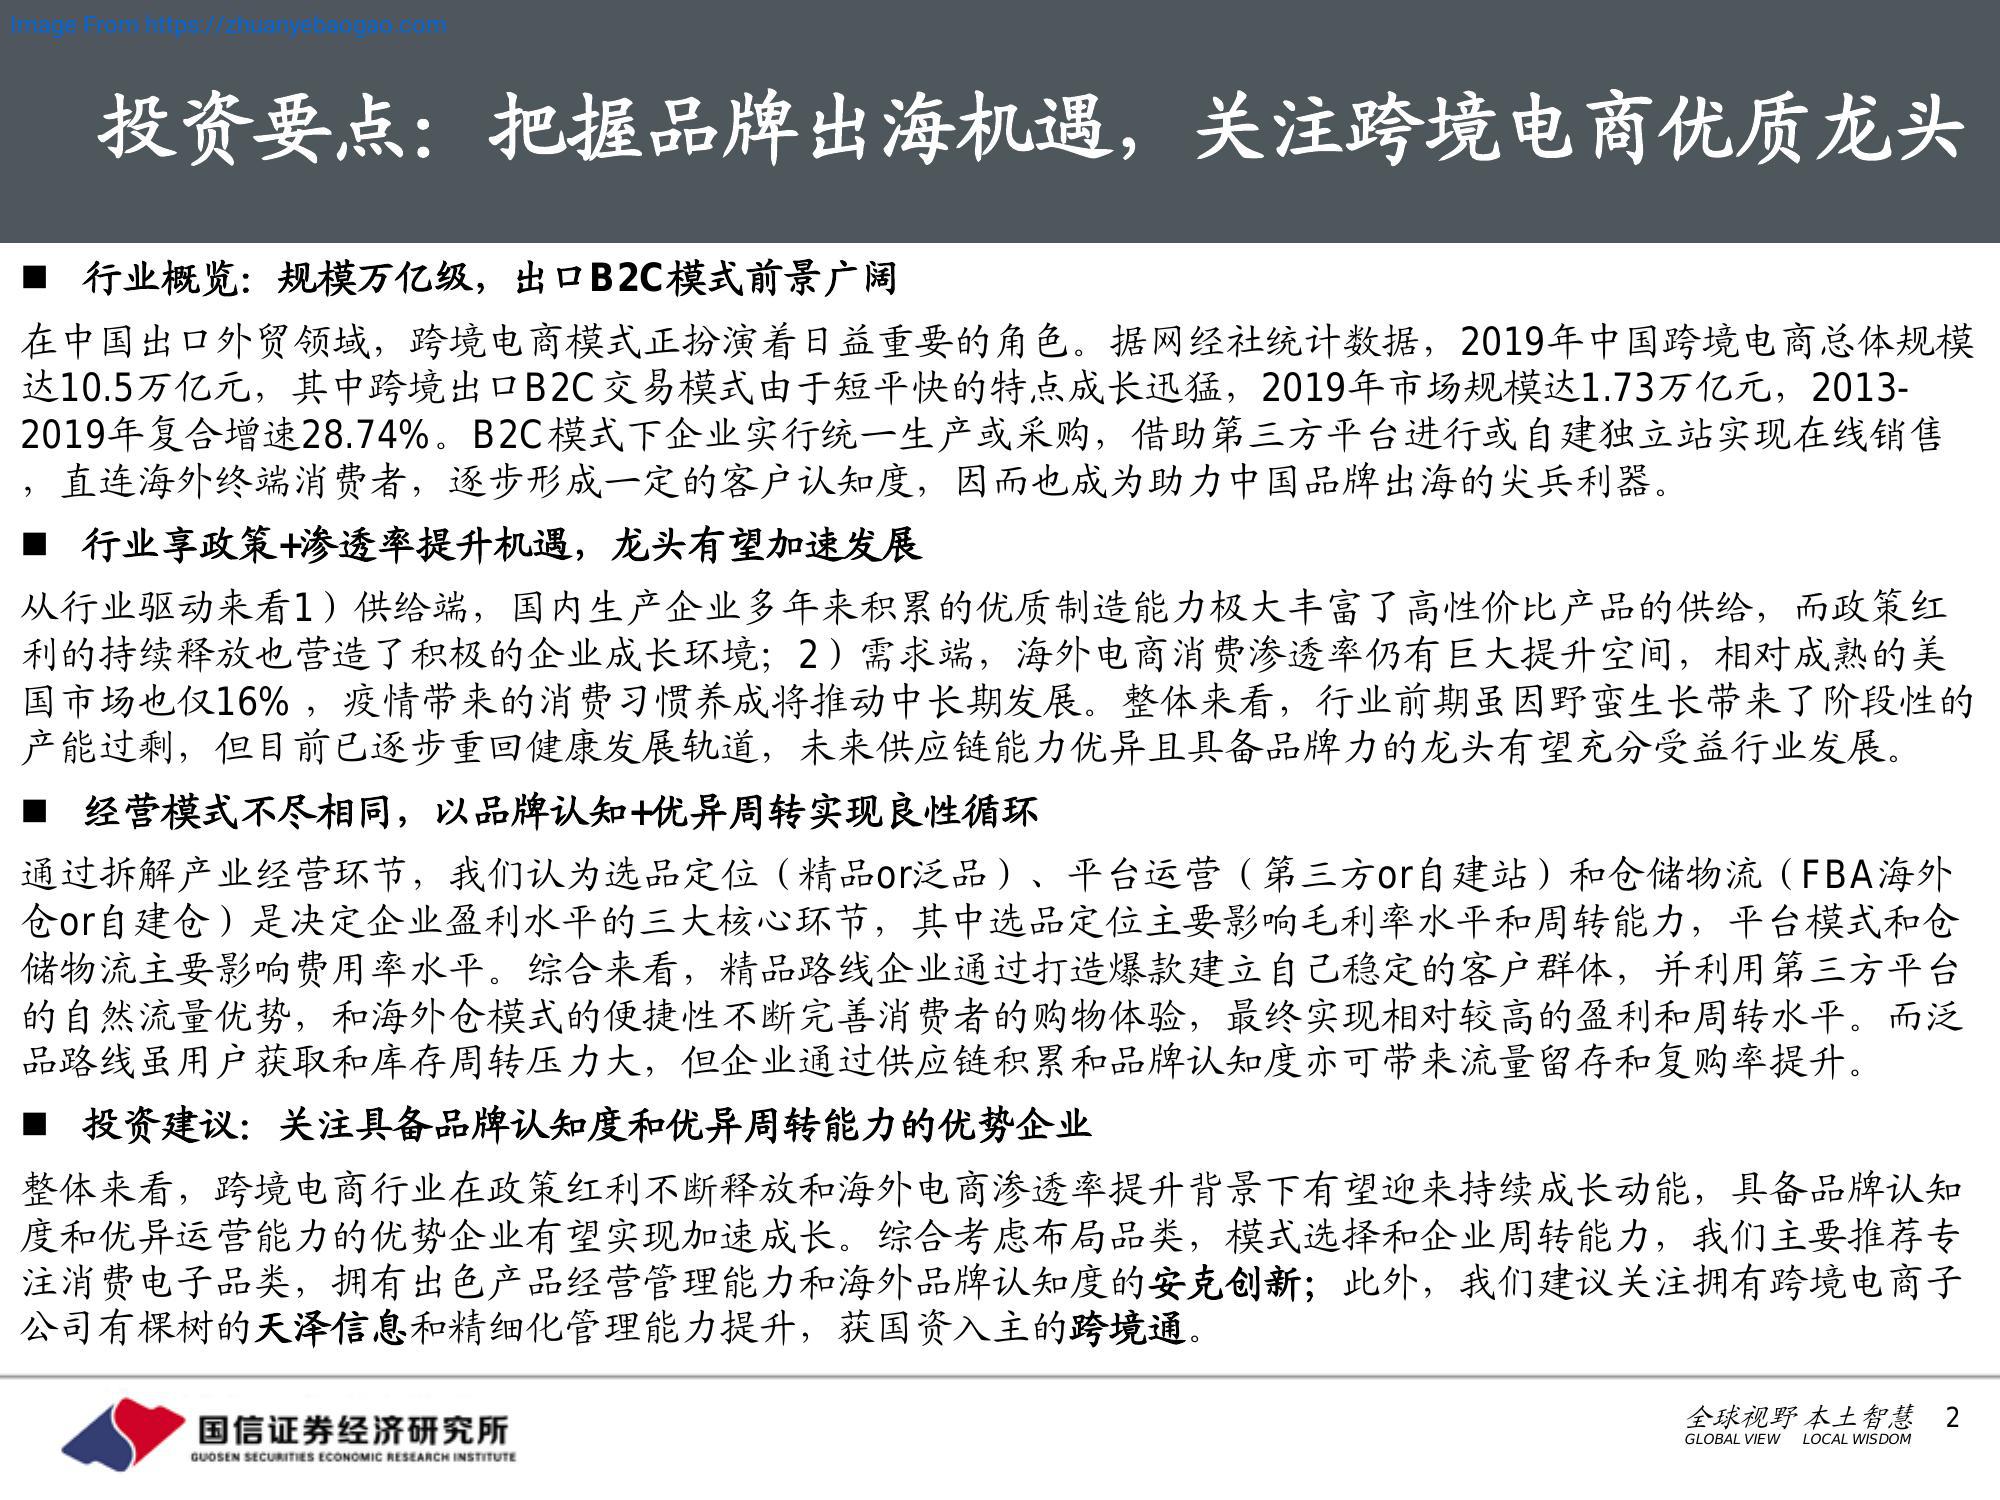 Image From https://zhuanyebaogao.com
投资要点：把握品牌出海机遇，关注跨境电商优质龙头
■ 行业概览：规模万亿级，出口B2C模式前景广阔
在中国出口外贸领域，跨境电商模式正扮演着日益重要的角色。据网经社统计数据，2019年中国跨境电商总体规模
达10.5万亿元，其中跨境出口B2C交易模式由于短平快的特点成长迅猛，2019年市场规模达1.73万亿元，2013-
2019年复合增速28.74%。B2C模式下企业实行统一生产或采购，借助第三方平台进行或自建独立站实现在线销售
，直连海外终端消费者，逐步形成一定的客户认知度，因而也成为助力中国品牌出海的尖兵利器。
■ 行业享政策+渗透率提升机遇，龙头有望加速发展
从行业驱动来看1）供给端，国内生产企业多年来积累的优质制造能力极大丰富了高性价比产品的供给，而政策红
利的持续释放也营造了积极的企业成长环境；2）需求端，海外电商消费渗透率仍有巨大提升空间，相对成熟的美
国市场也仅16%，疫情带来的消费习惯养成将推动中长期发展。整体来看，行业前期虽因野蛮生长带来了阶段性的
产能过剩，但目前已逐步重回健康发展轨道，未来供应链能力优异且具备品牌力的龙头有望充分受益行业发展。
■ 经营模式不尽相同，以品牌认知+优异周转实现良性循环
通过拆解产业经营环节，我们认为选品定位（精品or泛品）、平台运营（第三方or自建站）和仓储物流（FBA海外
仓or自建仓）是决定企业盈利水平的三大核心环节，其中选品定位主要影响毛利率水平和周转能力，平台模式和仓
储物流主要影响费用率水平。综合来看，精品路线企业通过打造爆款建立自己稳定的客户群体，并利用第三方平台
的自然流量优势，和海外仓模式的便捷性不断完善消费者的购物体验，最终实现相对较高的盈利和周转水平。而泛
品路线虽用户获取和库存周转压力大，但企业通过供应链积累和品牌认知度亦可带来流量留存和复购率提升。
■ 投资建议：关注具备品牌认知度和优异周转能力的优势企业
整体来看，跨境电商行业在政策红利不断释放和海外电商渗透率提升背景下有望迎来持续成长动能，具备品牌认知
度和优异运营能力的优势企业有望实现加速成长。综合考虑布局品类，模式选择和企业周转能力，我们主要推荐专
注消费电子品类，拥有出色产品经营管理能力和海外品牌认知度的安克创新；此外，我们建议关注拥有跨境电商子
公司有棵树的天泽信息和精细化管理能力提升，获国资入主的跨境通。
国信证券经济研究所
GUOSEN SECURITIES ECONOMIC RESEARCH INSTITUTE
全球视野 本土智慧 2
GLOBAL VIEW LOCAL WISDOM